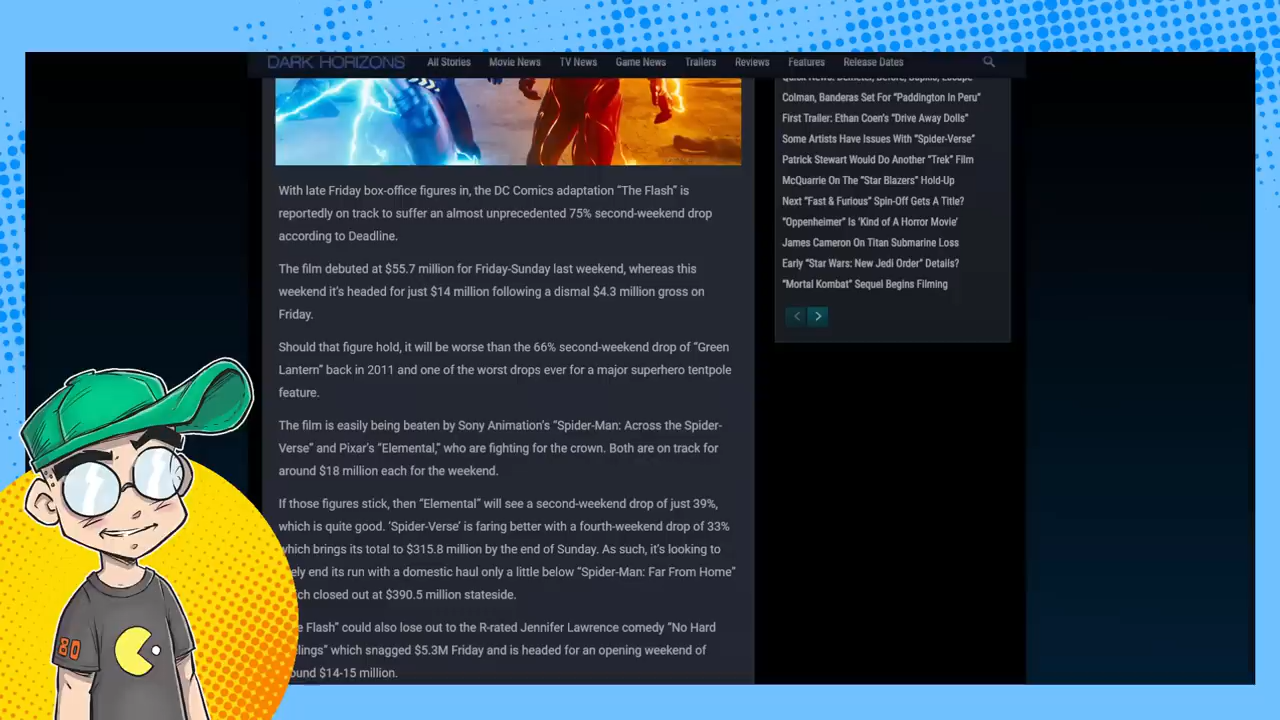 DARK HORIZONS
All Stories Movie News TV News Game News Trailers Reviews Features Release Dates
With late Friday box-office figures in, the DC Comics adaptation “The Flash” is
reportedly on track to suffer an almost unprecedented 75% second-weekend drop
according to Deadline.
The film debuted at $55.7 million for Friday-Sunday last weekend, whereas this
weekend it’s headed for just $14 million following a dismal $4.3 million gross on
Friday.
Should that figure hold, it will be worse than the 66% second-weekend drop of “Green
Lantern” back in 2011 and one of the worst drops ever for a major superhero tentpole
feature.
The film is easily being beaten by Sony Animation’s “Spider-Man: Across the Spider-
Verse” and Pixar’s “Elemental,” who are fighting for the crown. Both are on track for
around $18 million each for the weekend.
If those figures stick, then “Elemental” will see a second-weekend drop of just 39%,
which is quite good. ‘Spider-Verse’ is faring better with a fourth-weekend drop of 33%
which brings its total to $315.8 million by the end of Sunday. As such, it’s looking to
ely end its run with a domestic haul only a little below “Spider-Man: Far From Home”
ch closed out at $390.5 million stateside.
e Flash” could also lose out to the R-rated Jennifer Lawrence comedy “No Hard
lings” which snagged $5.3M Friday and is headed for an opening weekend of
ound $14-15 million.
Colman, Banderas Set For “Paddington In Peru”
First Trailer: Ethan Coen’s “Drive Away Dolls”
Some Artists Have Issues With “Spider-Verse”
Patrick Stewart Would Do Another “Trek” Film
McQuarrie On The “Star Blazers” Hold-Up
Next “Fast & Furious” Spin-Off Gets A Title?
“Oppenheimer” Is ‘Kind of A Horror Movie’
James Cameron On Titan Submarine Loss
Early “Star Wars: New Jedi Order” Details?
“Mortal Kombat” Sequel Begins Filming
80